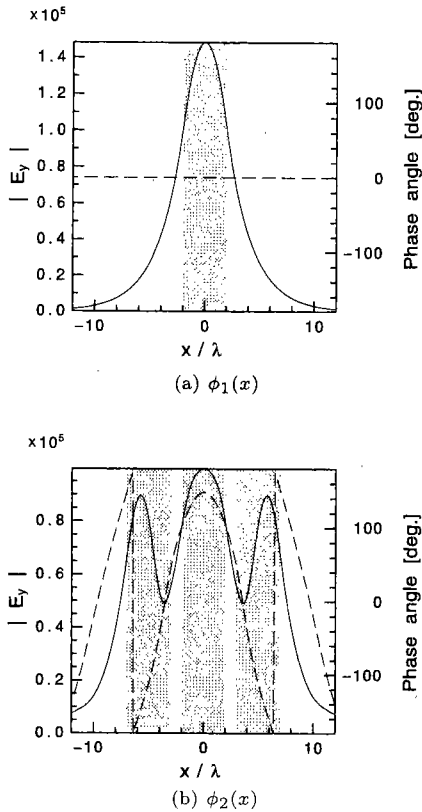 x10⁵
1.4
1.2
1.0
0.8
0.6
0.4
0.2
0.0
| E_y |
100
0
−100
Phase angle [deg.]
−10 0 10
x / λ
(a) ϕ₁(x)
x10⁵
0.8
0.6
0.4
0.2
0.0
| E_y |
100
0
−100
Phase angle [deg.]
−10 0 10
x / λ
(b) ϕ₂(x)